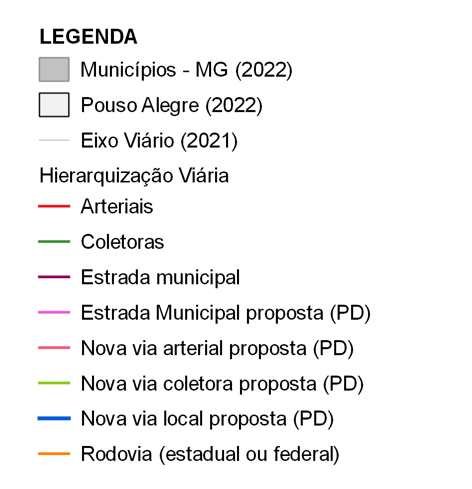 LEGENDA
Municípios - MG (2022)
Pouso Alegre (2022)
Eixo Viário (2021)
Hierarquização Viária
Arteriais
Coletoras
Estrada municipal
Estrada Municipal proposta (PD)
Nova via arterial proposta (PD)
Nova via coletora proposta (PD)
Nova via local proposta (PD)
Rodovia (estadual ou federal)